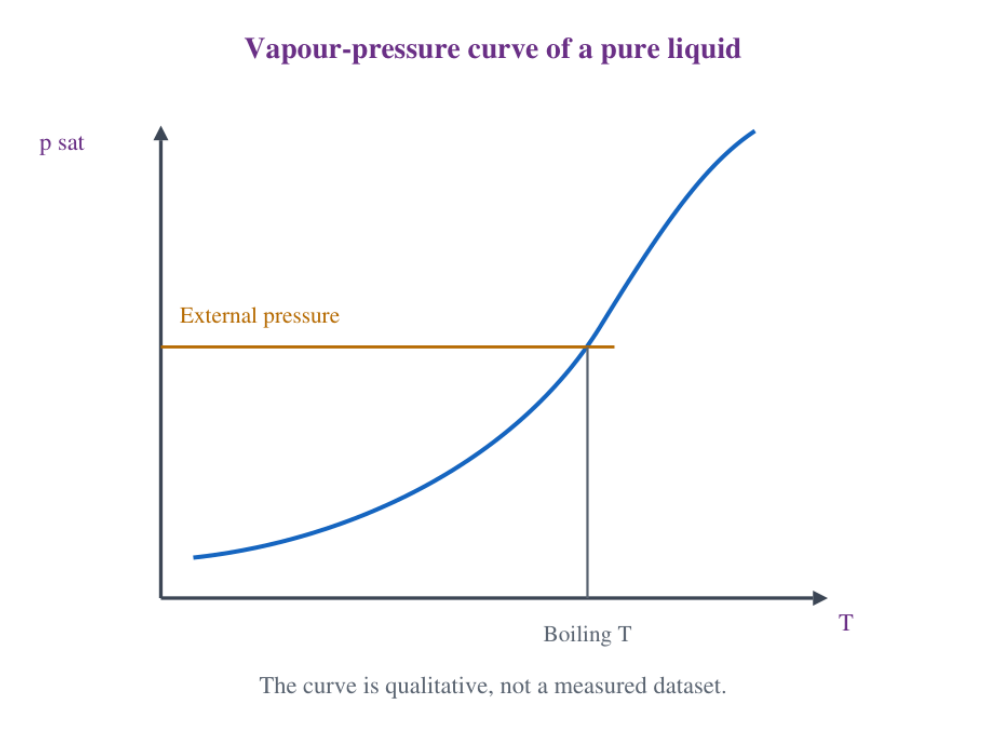 Vapour-pressure curve of a pure liquid
p sat
External pressure
Boiling T
T
The curve is qualitative, not a measured dataset.